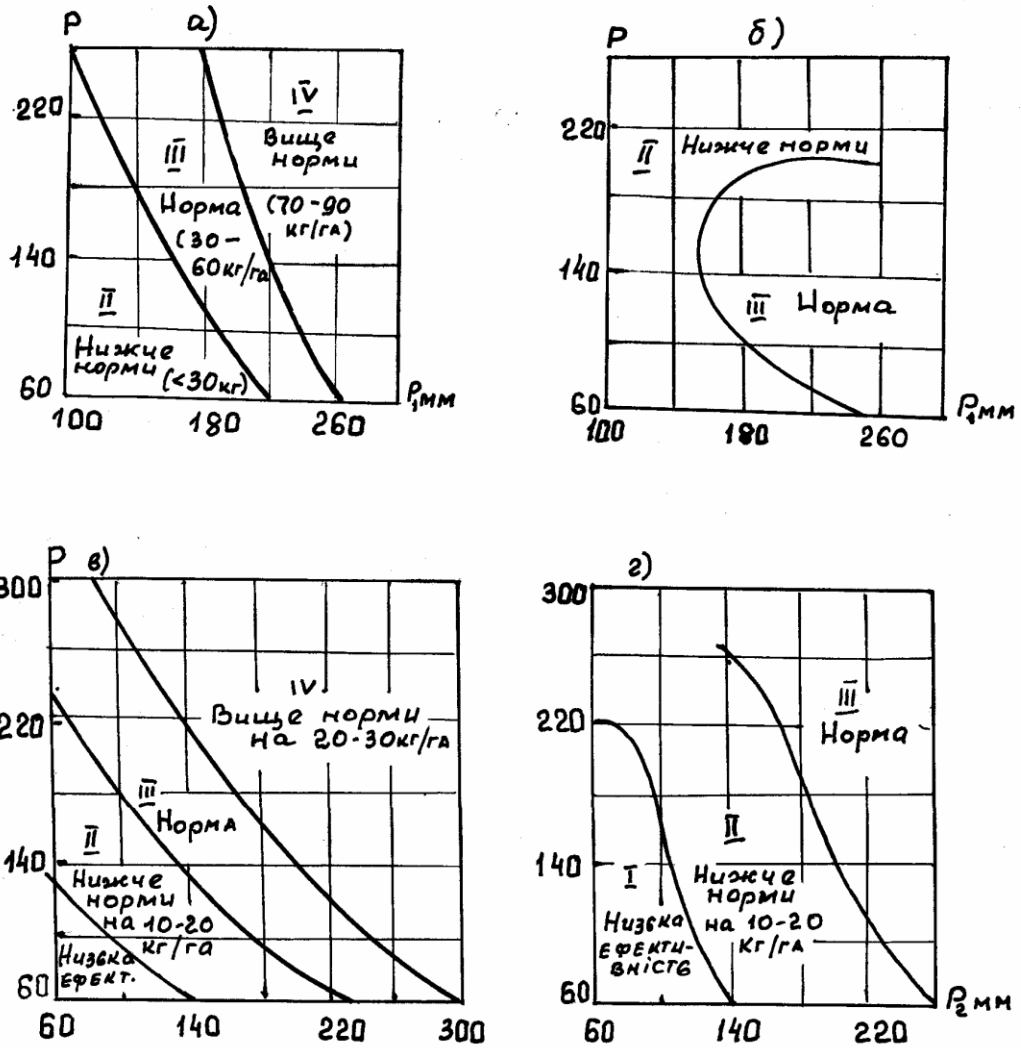 а)
P
220
140
60
100
180
260
P₁мм
IV
Вище
норми
(70-90
кг/га)
III
Норма
(30-
60кг/га
II
Нижче
норми (<30кг)
б)
P
220
140
60
100
180
260
P₁мм
II
Нижче норми
III Норма
в)
P
300
220
140
60
60
140
220
300
IV
Вище норми
на 20-30кг/га
III
Норма
II
Нижче
норми
на 10-20
кг/га
Низька
ефект.
г)
300
220
140
60
60
140
220
P₂мм
III
Норма
II
Нижче
норми
на 10-20
кг/га
I
Низька
ефекти-
вність